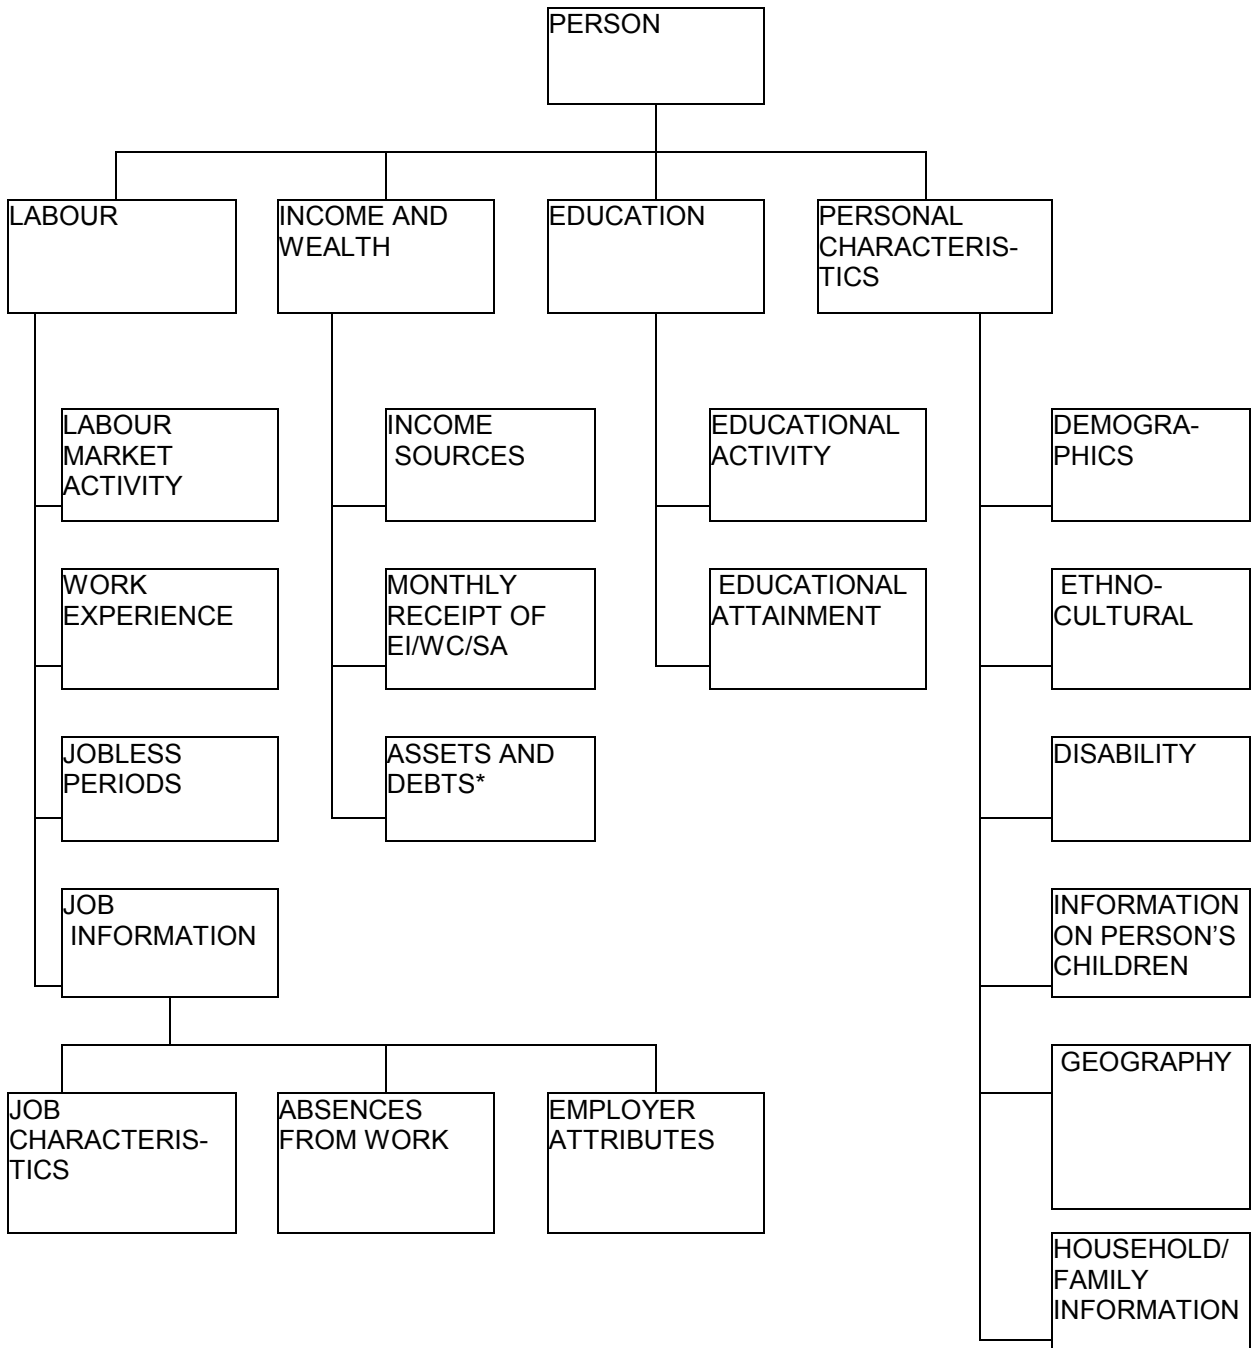 PERSON
LABOUR
INCOME AND
WEALTH
EDUCATION
PERSONAL
CHARACTERIS-
TICS
LABOUR
MARKET
ACTIVITY
INCOME
SOURCES
EDUCATIONAL
ACTIVITY
DEMOGRA-
PHICS
WORK
EXPERIENCE
MONTHLY
RECEIPT OF
EI/WC/SA
EDUCATIONAL
ATTAINMENT
ETHNO-
CULTURAL
JOBLESS
PERIODS
ASSETS AND
DEBTS*
DISABILITY
JOB
INFORMATION
INFORMATION
ON PERSON'S
CHILDREN
JOB
CHARACTERIS-
TICS
ABSENCES
FROM WORK
EMPLOYER
ATTRIBUTES
GEOGRAPHY
HOUSEHOLD/
FAMILY
INFORMATION